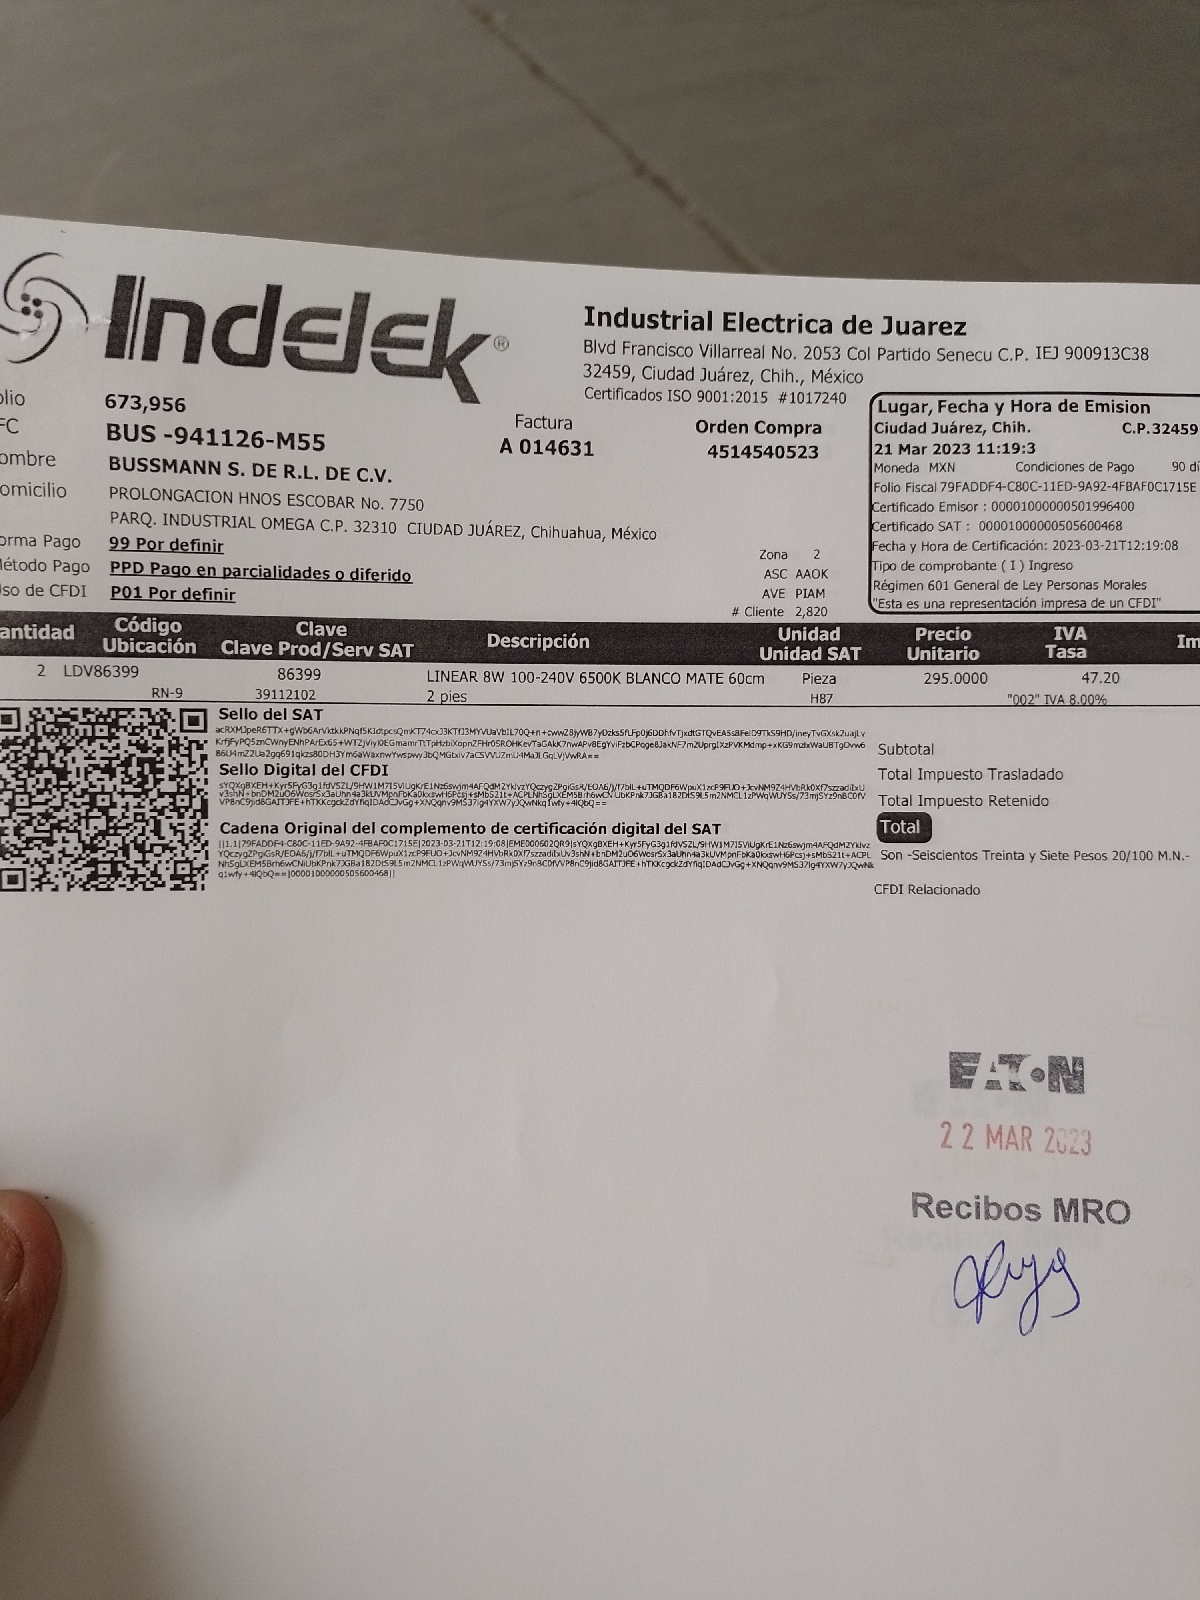 Indelek®
Industrial Electrica de Juarez
Blvd Francisco Villarreal No. 2053 Col Partido Senecu C.P. IEJ 900913C38
32459, Ciudad Juárez, Chih., México
Certificados ISO 9001:2015 #1017240
olio 673,956
FC BUS -941126-M55
ombre BUSSMANN S. DE R.L. DE C.V.
omicilio PROLONGACION HNOS ESCOBAR No. 7750
PARQ. INDUSTRIAL OMEGA C.P. 32310 CIUDAD JUÁREZ, Chihuahua, México
orma Pago 99 Por definir
létodo Pago PPD Pago en parcialidades o diferido
so de CFDI P01 Por definir
Factura
A 014631
Orden Compra
4514540523
Zona 2
ASC AAOK
AVE PIAM
# Cliente 2,820
Lugar, Fecha y Hora de Emision
Ciudad Juárez, Chih. C.P.32459
21 Mar 2023 11:19:3
Moneda MXN Condiciones de Pago 90 dí
Folio Fiscal 79FADDF4-C80C-11ED-9A92-4FBAF0C1715E
Certificado Emisor : 00001000000501996400
Certificado SAT : 00001000000505600468
Fecha y Hora de Certificación: 2023-03-21T12:19:08
Tipo de comprobante ( I ) Ingreso
Régimen 601 General de Ley Personas Morales
"Esta es una representación impresa de un CFDI"
antidad Código Ubicación Clave Clave Prod/Serv SAT Descripción Unidad Unidad SAT Precio Unitario IVA Tasa Im
2 LDV86399 86399 LINEAR 8W 100-240V 6500K BLANCO MATE 60cm Pieza 295.0000 47.20
RN-9 39112102 2 pies H87 "002" IVA 8.00%
Sello del SAT
Sello Digital del CFDI
Cadena Original del complemento de certificación digital del SAT
Subtotal
Total Impuesto Trasladado
Total Impuesto Retenido
Total
Son -Seiscientos Treinta y Siete Pesos 20/100 M.N.-
CFDI Relacionado
EATON
22 MAR 2023
Recibos MRO